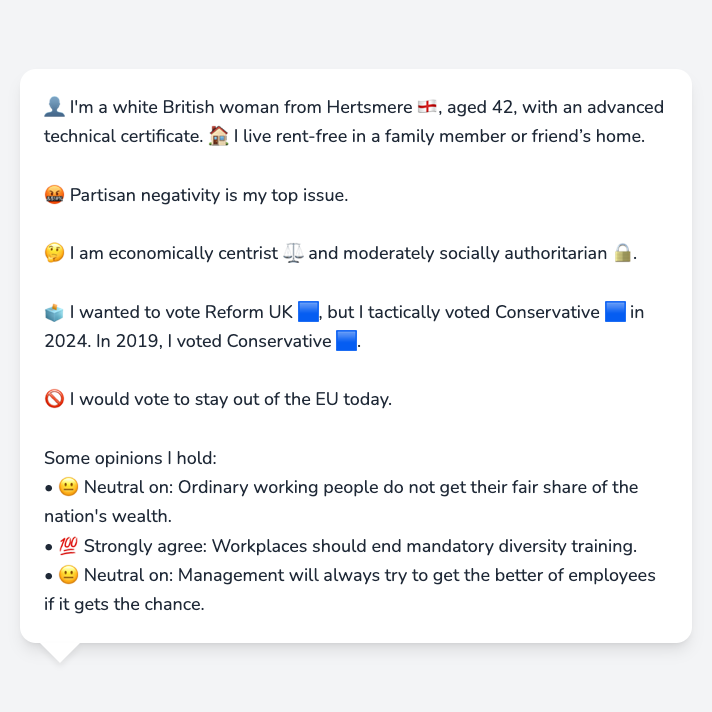 👤 I'm a white British woman from Hertsmere 🏴󠁧󠁢󠁥󠁮󠁧󠁿, aged 42, with an advanced
technical certificate. 🏠 I live rent-free in a family member or friend’s home.
🤬 Partisan negativity is my top issue.
🤔 I am economically centrist ⚖️ and moderately socially authoritarian 🔒.
🗳️ I wanted to vote Reform UK 🟦, but I tactically voted Conservative 🟦 in
2024. In 2019, I voted Conservative 🟦.
🚫 I would vote to stay out of the EU today.
Some opinions I hold:
• 😐 Neutral on: Ordinary working people do not get their fair share of the
nation's wealth.
• 💯 Strongly agree: Workplaces should end mandatory diversity training.
• 😐 Neutral on: Management will always try to get the better of employees
if it gets the chance.